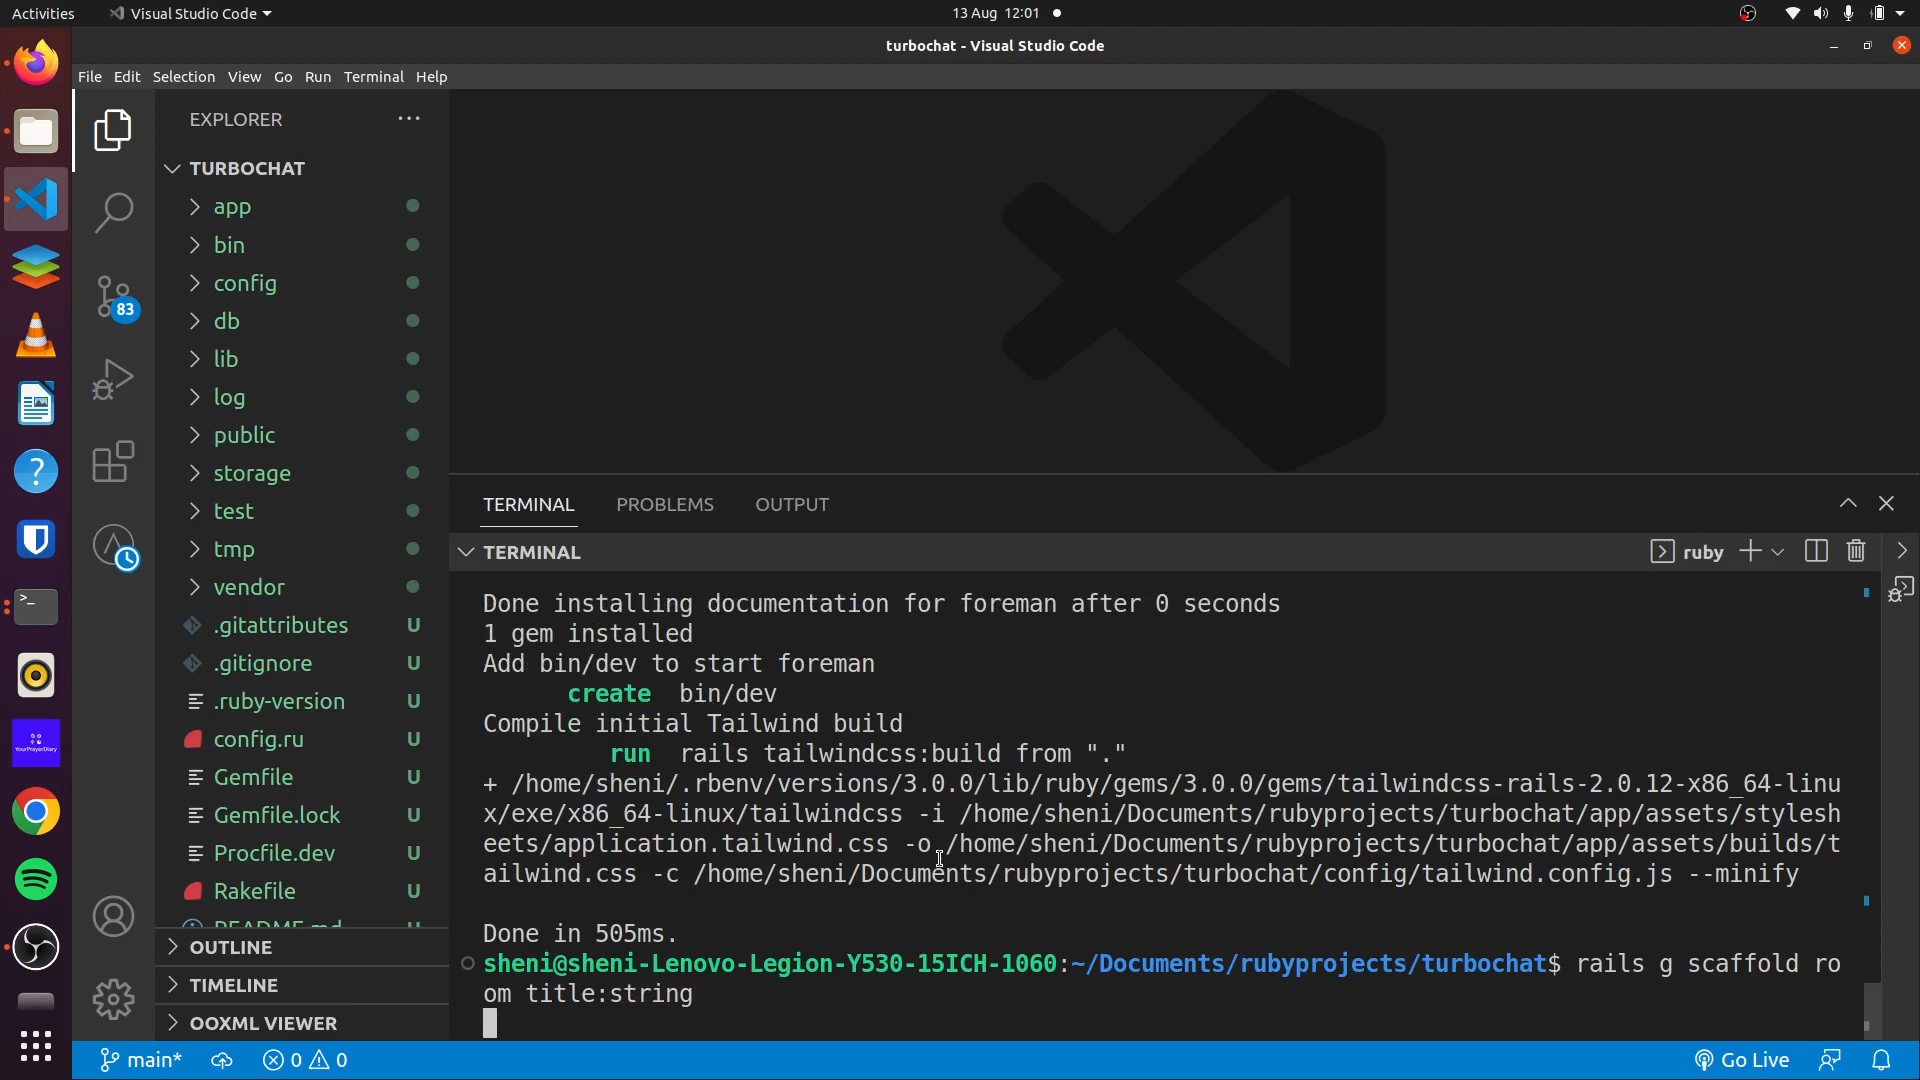 Activities
Visual Studio Code
13 Aug 12:01
turbochat - Visual Studio Code
File Edit Selection View Go Run Terminal Help
EXPLORER
TURBOCHAT
app
bin
config
db
lib
log
public
storage
test
tmp
vendor
.gitattributes U
.gitignore U
.ruby-version U
config.ru U
Gemfile U
Gemfile.lock U
Procfile.dev U
Rakefile U
README.md U
OUTLINE
TIMELINE
OOXML VIEWER
83
YourPrayerDiary
TERMINAL PROBLEMS OUTPUT
TERMINAL
ruby
Done installing documentation for foreman after 0 seconds
1 gem installed
Add bin/dev to start foreman
create bin/dev
Compile initial Tailwind build
run rails tailwindcss:build from "."
+ /home/sheni/.rbenv/versions/3.0.0/lib/ruby/gems/3.0.0/gems/tailwindcss-rails-2.0.12-x86_64-linu
x/exe/x86_64-linux/tailwindcss -i /home/sheni/Documents/rubyprojects/turbochat/app/assets/stylesh
eets/application.tailwind.css -o /home/sheni/Documents/rubyprojects/turbochat/app/assets/builds/t
ailwind.css -c /home/sheni/Documents/rubyprojects/turbochat/config/tailwind.config.js --minify
Done in 505ms.
sheni@sheni-Lenovo-Legion-Y530-15ICH-1060:~/Documents/rubyprojects/turbochat$ rails g scaffold ro
om title:string
main* 0 0
Go Live